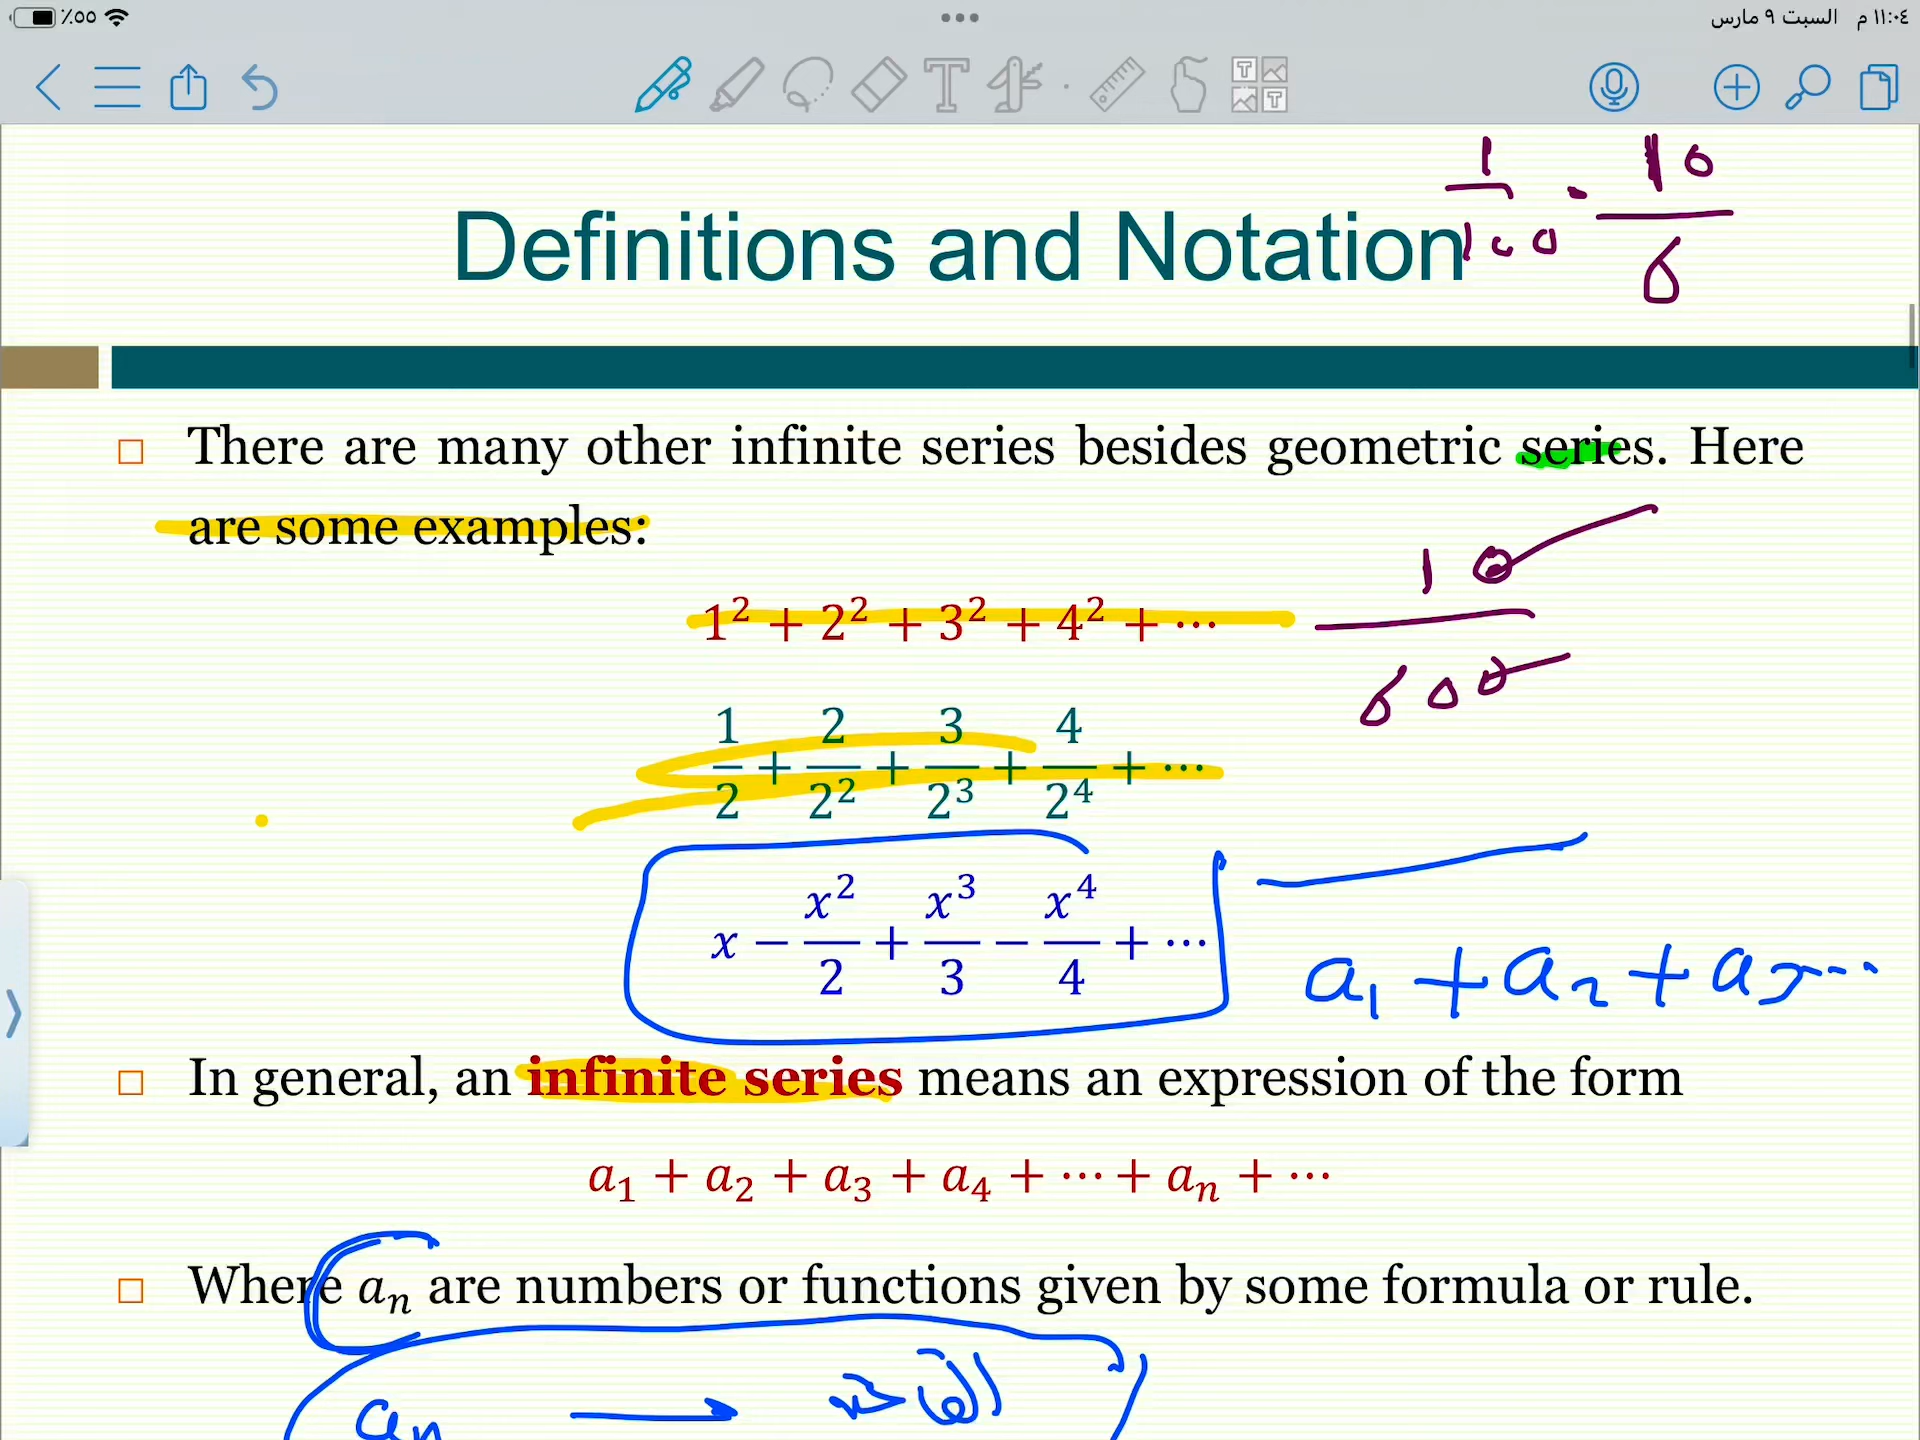 ٪٥٥
١١:٠٤ م السبت ٩ مارس
1/100 · 10/6
Definitions and Notation
There are many other infinite series besides geometric series. Here
are some examples:
1² + 2² + 3² + 4² + ⋯
10/600
1/2 + 2/2² + 3/2³ + 4/2⁴ + ⋯
x − x²/2 + x³/3 − x⁴/4 + ⋯
a₁ + a₂ + a₃ ...
In general, an infinite series means an expression of the form
a₁ + a₂ + a₃ + a₄ + ⋯ + aₙ + ⋯
Where aₙ are numbers or functions given by some formula or rule.
aₙ →